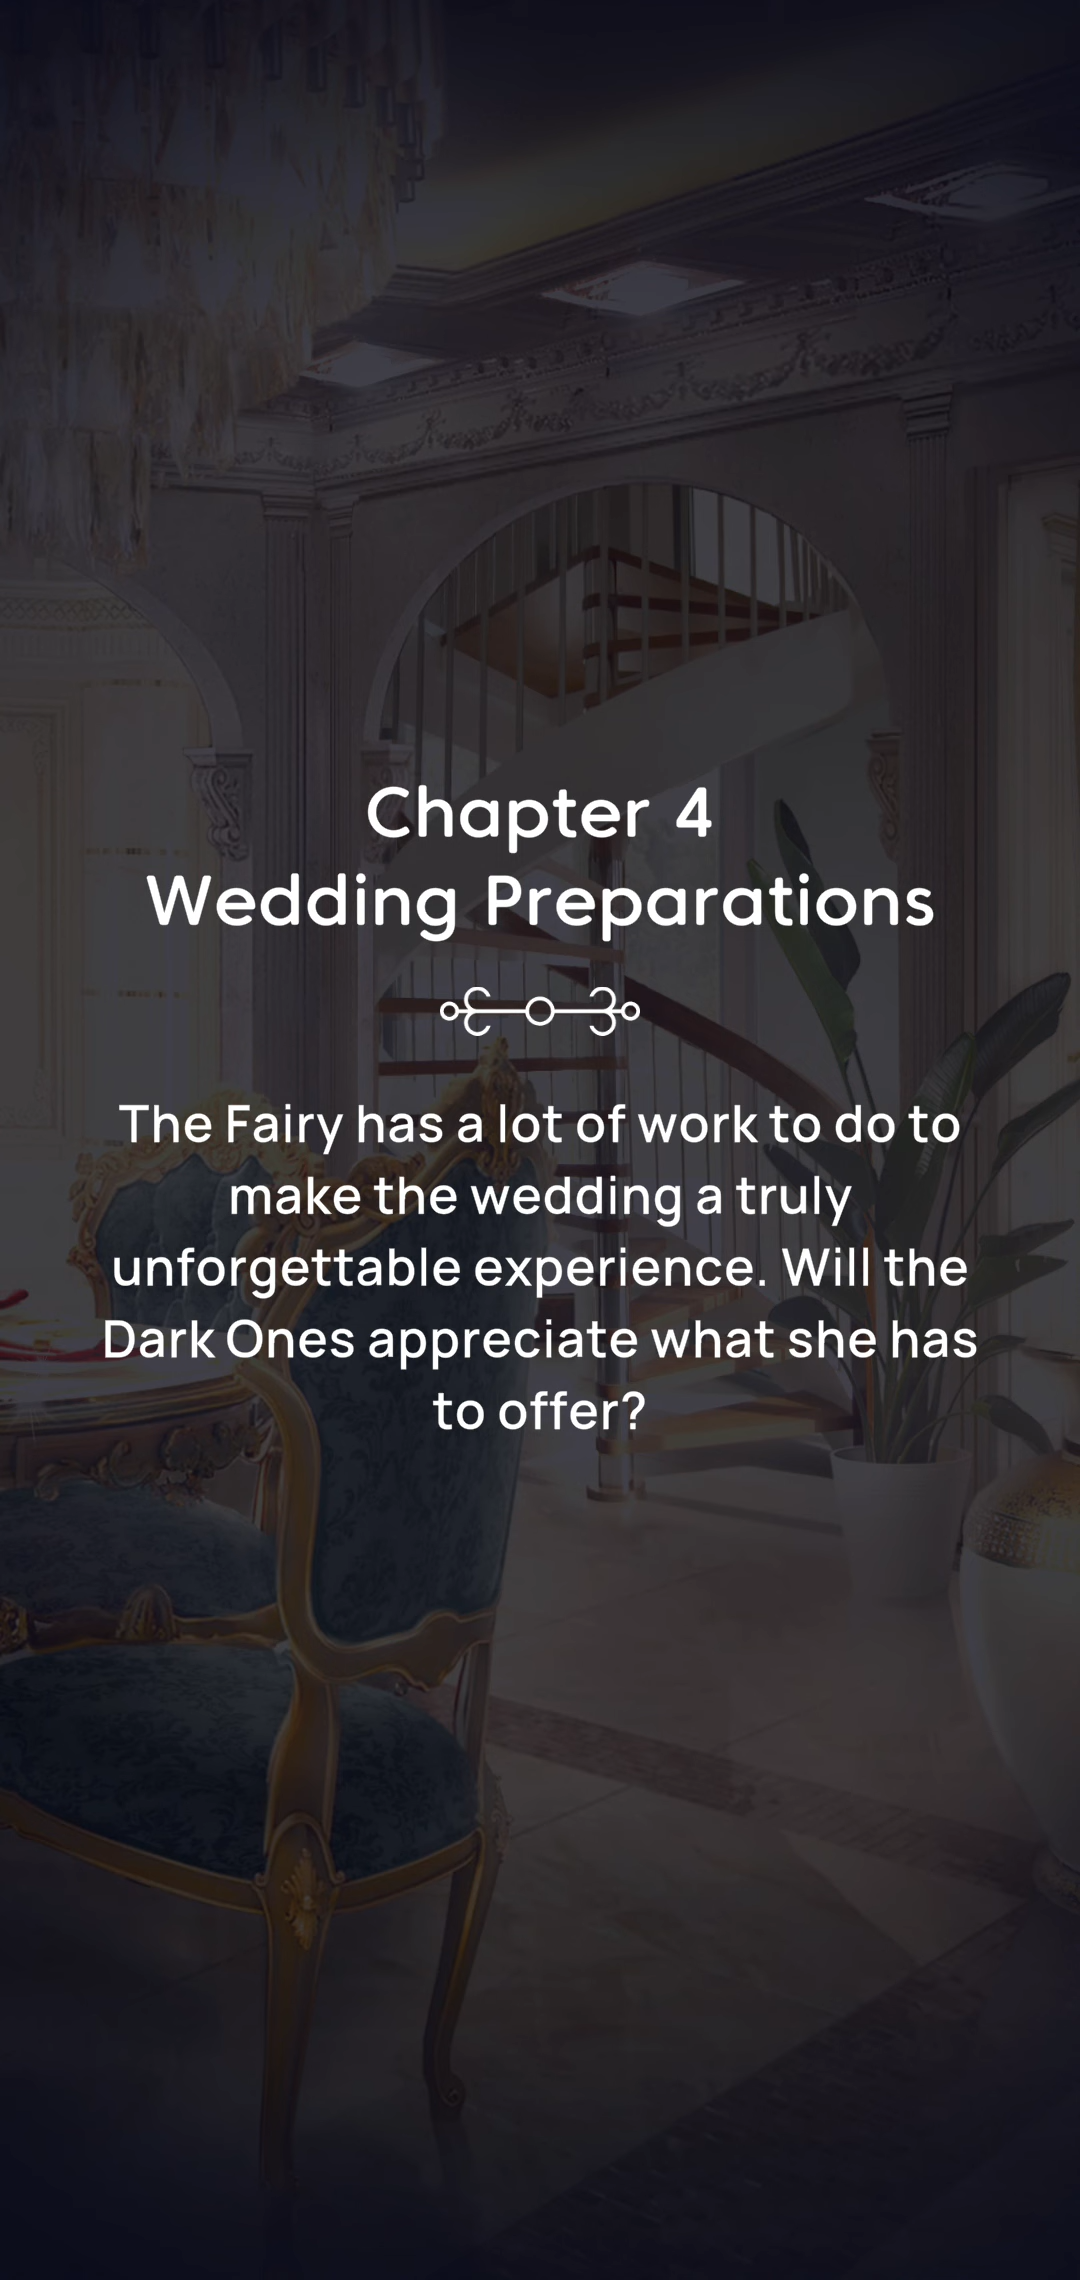 Chapter 4
Wedding Preparations
The Fairy has a lot of work to do to
make the wedding a truly
unforgettable experience. Will the
Dark Ones appreciate what she has
to offer?